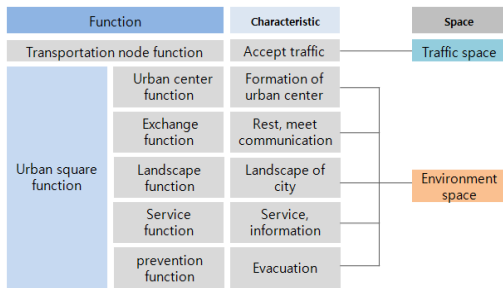 Function
Characteristic
Space
Transportation node function
Accept traffic
Traffic space
Urban square
function
Urban center
function
Formation of
urban center
Exchange
function
Rest, meet
communication
Landscape
function
Landscape of
city
Environment
space
Service
function
Service,
information
prevention
function
Evacuation